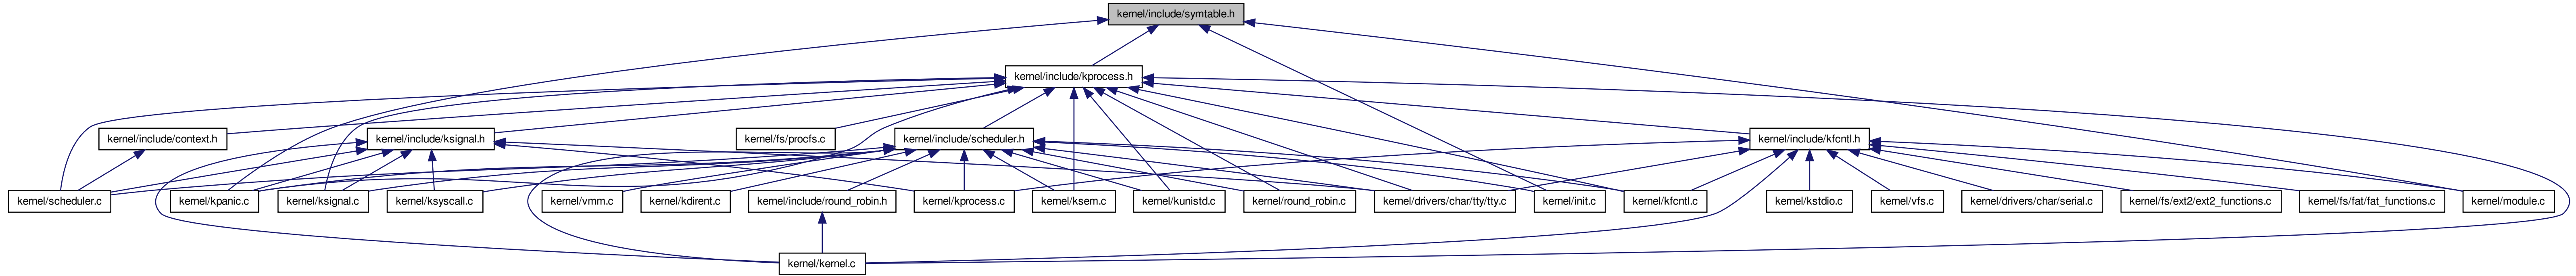 kernel/include/symtable.h
kernel/include/kprocess.h
kernel/include/context.h
kernel/include/ksignal.h
kernel/fs/procfs.c
kernel/include/scheduler.h
kernel/include/kfcntl.h
kernel/scheduler.c
kernel/kpanic.c
kernel/ksignal.c
kernel/ksyscall.c
kernel/vmm.c
kernel/kdirent.c
kernel/include/round_robin.h
kernel/kprocess.c
kernel/ksem.c
kernel/kunistd.c
kernel/round_robin.c
kernel/drivers/char/tty/tty.c
kernel/init.c
kernel/kfcntl.c
kernel/kstdio.c
kernel/vfs.c
kernel/drivers/char/serial.c
kernel/fs/ext2/ext2_functions.c
kernel/fs/fat/fat_functions.c
kernel/module.c
kernel/kernel.c